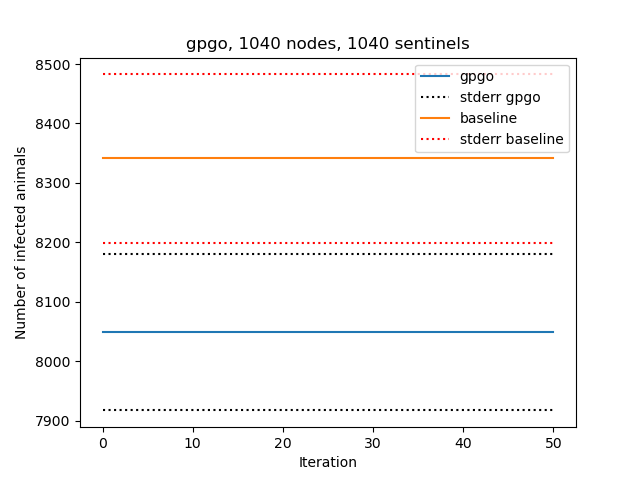 gpgo, 1040 nodes, 1040 sentinels
8500
8400
8300
8200
8100
8000
7900
Number of infected animals
gpgo
stderr gpgo
baseline
stderr baseline
0 10 20 30 40 50
Iteration